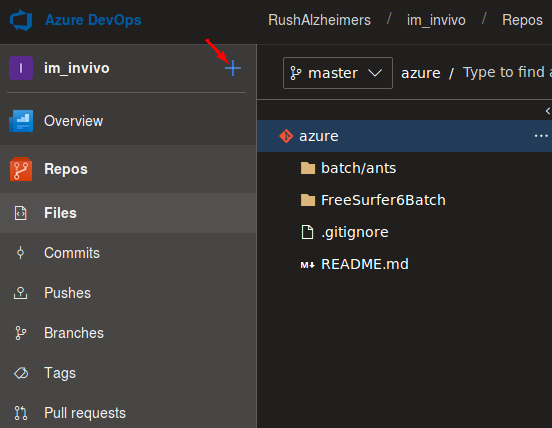 Azure DevOps
RushAlzheimers / im_invivo / Repos
I im_invivo
master azure / Type to find a
Overview
azure
Repos
batch/ants
FreeSurfer6Batch
Files
.gitignore
Commits
M↓ README.md
Pushes
Branches
Tags
Pull requests